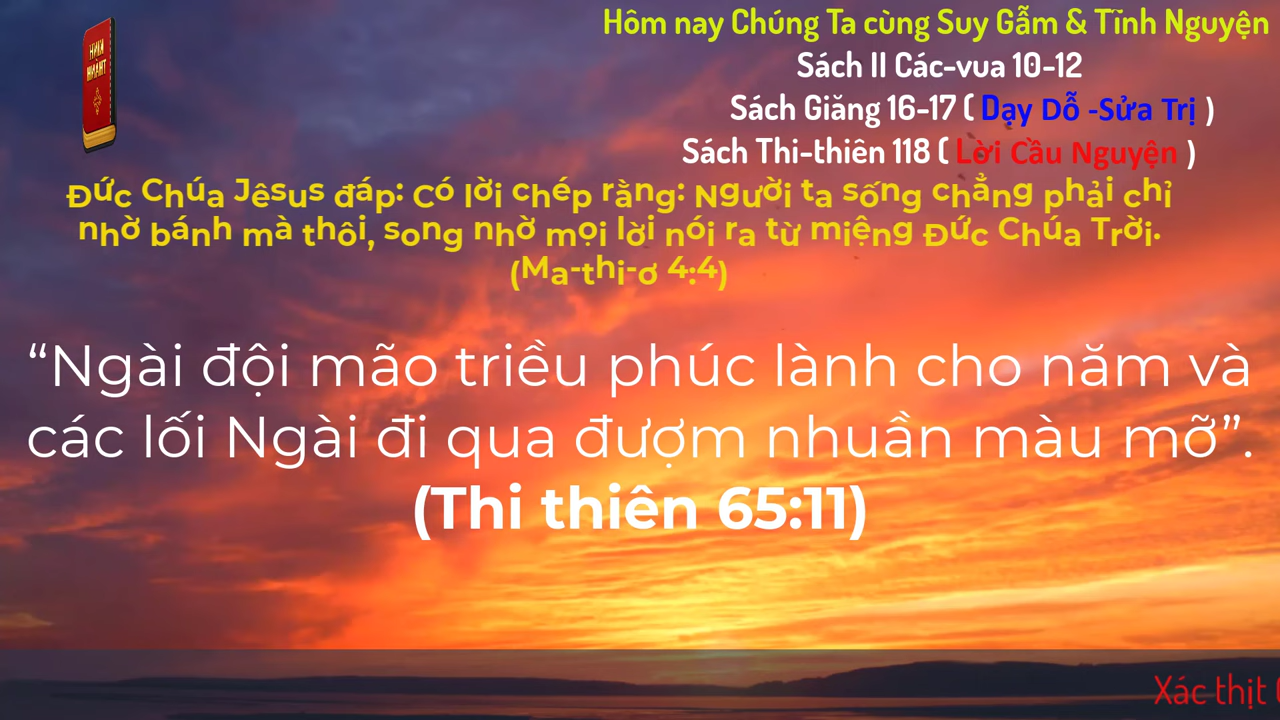 Hôm nay Chúng Ta cùng Suy Gẫm & Tĩnh Nguyện
Sách II Các-vua 10-12
Sách Giăng 16-17 ( Dạy Dỗ -Sửa Trị )
Sách Thi-thiên 118 ( Lời Cầu Nguyện )
Đức Chúa Jêsus đáp: Có lời chép rằng: Người ta sống chẳng phải chỉ
nhờ bánh mà thôi, song nhờ mọi lời nói ra từ miệng Đức Chúa Trời.
(Ma-thi-ơ 4:4)
“Ngài đội mão triều phúc lành cho năm và
các lối Ngài đi qua đượm nhuần màu mỡ”.
(Thi thiên 65:11)
Xác thịt